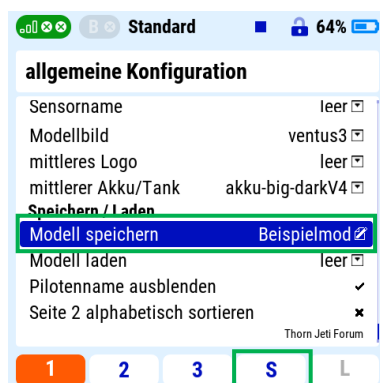 B Standard 64%
allgemeine Konfiguration
Sensorname leer
Modellbild ventus3
mittleres Logo leer
mittlerer Akku/Tank akku-big-darkV4
Speichern / Laden
Modell speichern Beispielmod
Modell laden leer
Pilotenname ausblenden
Seite 2 alphabetisch sortieren
Thorn Jeti Forum
1 2 3 S L